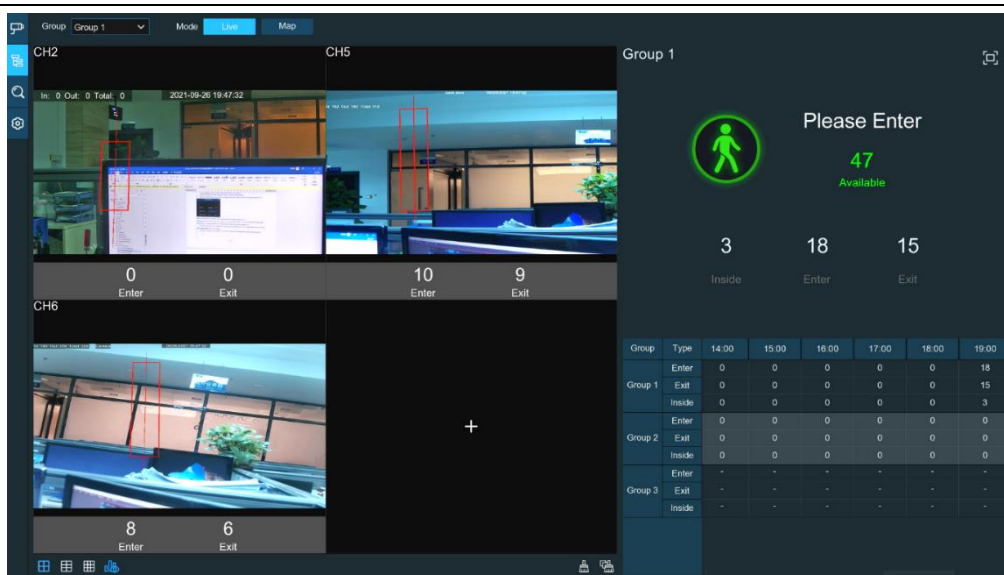 Group Group 1 Mode Live Map
CH2
In: 0 Out: 0 Total: 0 2021-09-26 19:47:32
0 0
Enter Exit
CH5
10 9
Enter Exit
CH6
8 6
Enter Exit
+
Group 1
Please Enter
47
Available
3 18 15
Inside Enter Exit
Group Type 14:00 15:00 16:00 17:00 18:00 19:00
Group 1
Enter 0 0 0 0 0 18
Exit 0 0 0 0 0 15
Inside 0 0 0 0 0 3
Group 2
Enter 0 0 0 0 0 0
Exit 0 0 0 0 0 0
Inside 0 0 0 0 0 0
Group 3
Enter - - - - - -
Exit - - - - - -
Inside - - - - - -